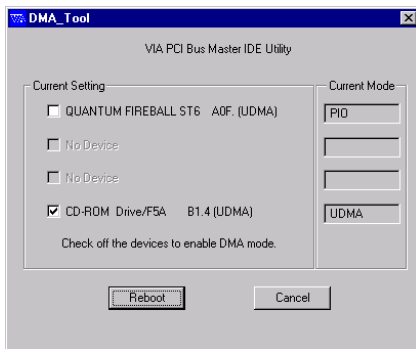 DMA_Tool
VIA PCI Bus Master IDE Utility
Current Setting
Current Mode
QUANTUM FIREBALL ST6 A0F. (UDMA)
PIO
No Device
No Device
CD-ROM Drive/F5A B1.4 (UDMA)
UDMA
Check off the devices to enable DMA mode.
Reboot
Cancel